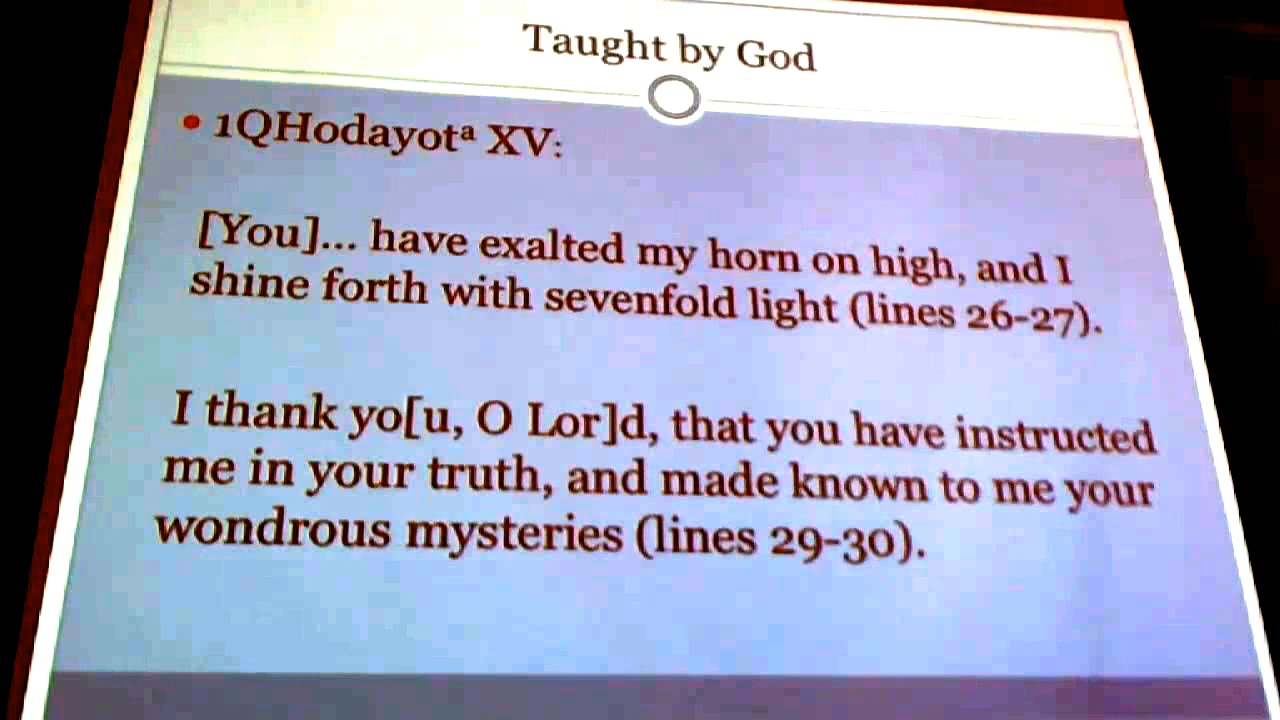 Taught by God
• 1QHodayotᵃ XV:
[You]... have exalted my horn on high, and I
shine forth with sevenfold light (lines 26-27).
I thank yo[u, O Lor]d, that you have instructed
me in your truth, and made known to me your
wondrous mysteries (lines 29-30).